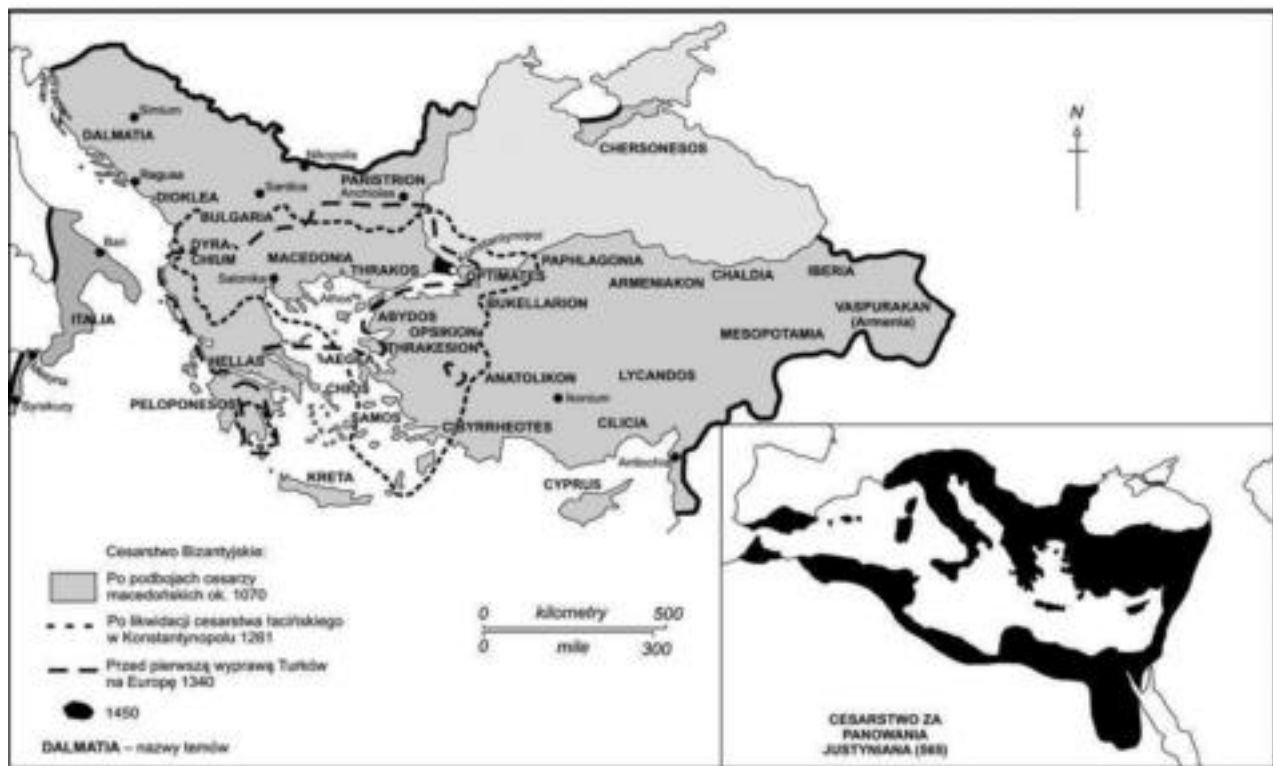 Sirmium
DALMATIA
Nikopolis
Ragusa
DIOKLEA
Sardica
PARISTRION
Anchialos
BULGARIA
CHERSONESOS
Bari
DYRA-
CHIUM
MACEDONIA
THRAKOS
Salonika
Athos
OPTIMATES
PAPHLAGONIA
ARMENIAKON
CHALDIA
IBERIA
BUKELLARION
ITALIA
ABYDOS
OPSIKION
THRAKESION
VASPURAKAN
(Armenia)
MESOPOTAMIA
HELLAS
AEGEA
ANATOLIKON
LYCANDOS
CHIOS
Ikonium
Syrakuzy
PELOPONESOS
SAMOS
CIBYRRHEOTES
CILICIA
Antiochia
KRETA
CYPRUS
Cesarstwo Bizantyjskie:
Po podbojach cesarzy
macedońskich ok. 1070
Po likwidacji cesarstwa łacińskiego
w Konstantynopolu 1261
Przed pierwszą wyprawą Turków
na Europę 1340
1450
DALMATIA – nazwy temów
0 kilometry 500
0 mile 300
N
CESARSTWO ZA
PANOWANIA
JUSTYNIANA (565)